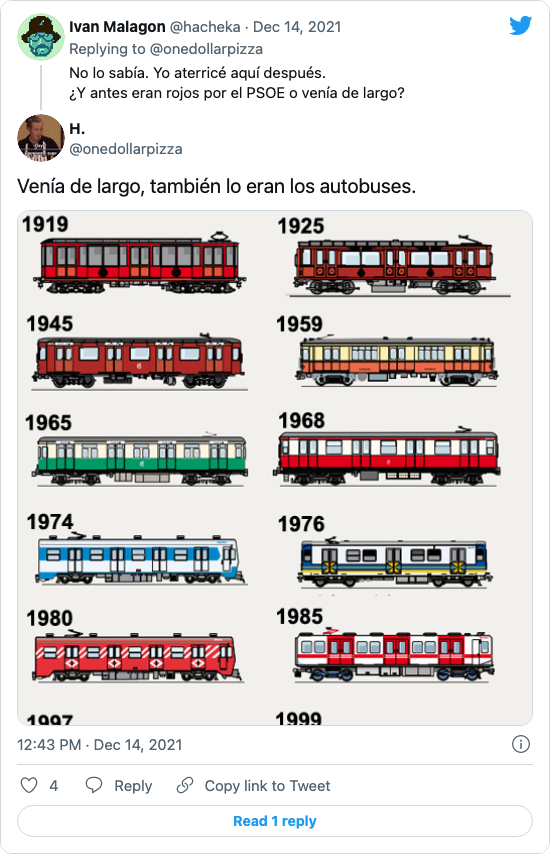 Ivan Malagon @hacheka · Dec 14, 2021
Replying to @onedollarpizza
No lo sabía. Yo aterricé aquí después.
¿Y antes eran rojos por el PSOE o venía de largo?
H.
@onedollarpizza
Venía de largo, también lo eran los autobuses.
1919
1925
1945
1959
1965
1968
1974
1976
1980
1985
1997
1999
12:43 PM · Dec 14, 2021
4 Reply Copy link to Tweet
Read 1 reply